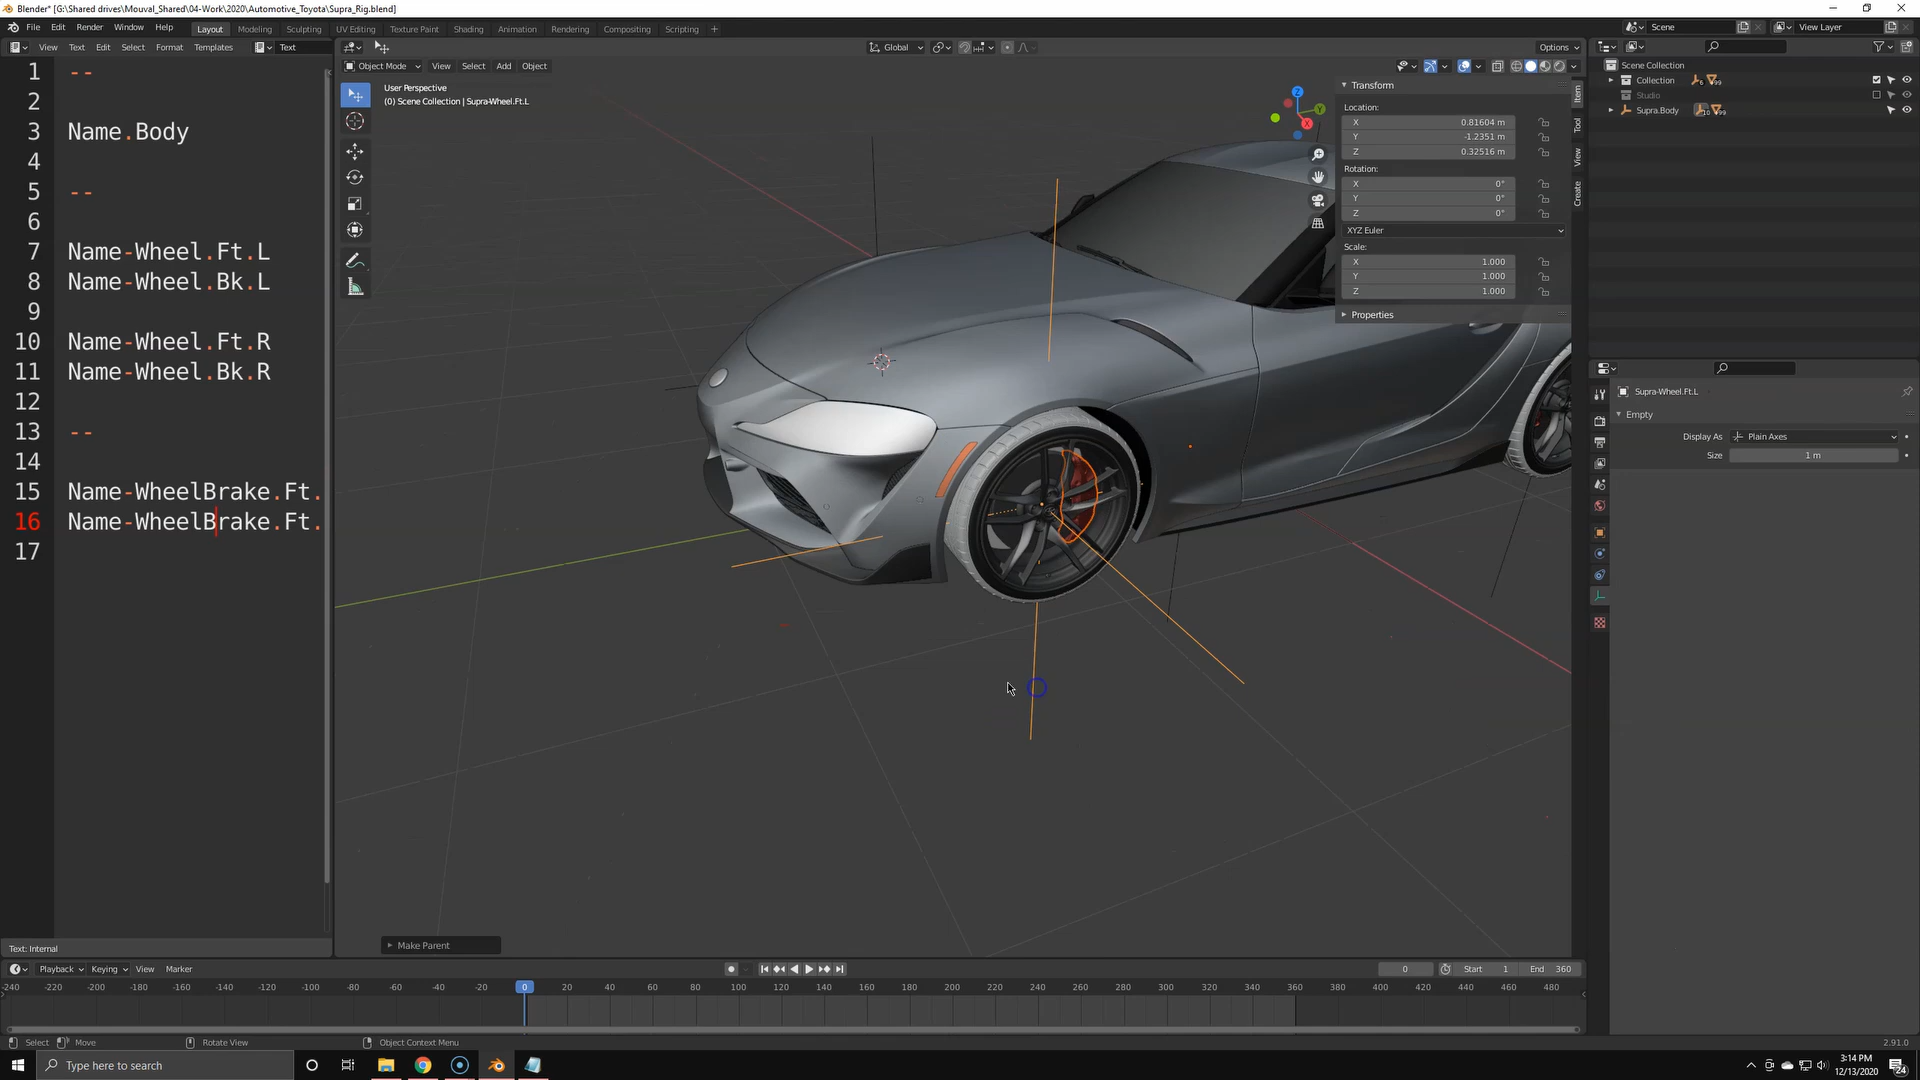 Blender* [G:\Shared drives\Mouval_Shared\04-Work\2020\Automotive_Toyota\Supra_Rig.blend]
File Edit Render Window Help
Layout Modeling Sculpting UV Editing Texture Paint Shading Animation Rendering Compositing Scripting +
Scene
View Layer
View Text Edit Select Format Templates Text
Global
Options
Object Mode View Select Add Object
User Perspective
(0) Scene Collection | Supra-Wheel.Ft.L
1 --
2
3 Name.Body
4
5 --
6
7 Name-Wheel.Ft.L
8 Name-Wheel.Bk.L
9
10 Name-Wheel.Ft.R
11 Name-Wheel.Bk.R
12
13 --
14
15 Name-WheelBrake.Ft.
16 Name-WheelBrake.Ft.
17
Text: Internal
Z
Y
X
Transform
Location:
X 0.81604 m
Y -1.2351 m
Z 0.32516 m
Rotation:
X 0°
Y 0°
Z 0°
XYZ Euler
Scale:
X 1.000
Y 1.000
Z 1.000
Properties
Item
Tool
View
Create
Scene Collection
Collection
Studio
Supra.Body
Supra-Wheel.Ft.L
Empty
Display As Plain Axes
Size 1 m
Make Parent
Playback Keying View Marker
0 Start 1 End 360
-240 -220 -200 -180 -160 -140 -120 -100 -80 -60 -40 -20 0 20 40 60 80 100 120 140 160 180 200 220 240 260 280 300 320 340 360 380 400 420 440 460 480
Select Move Rotate View Object Context Menu 2.91.0
Type here to search
3:14 PM
12/13/2020
24